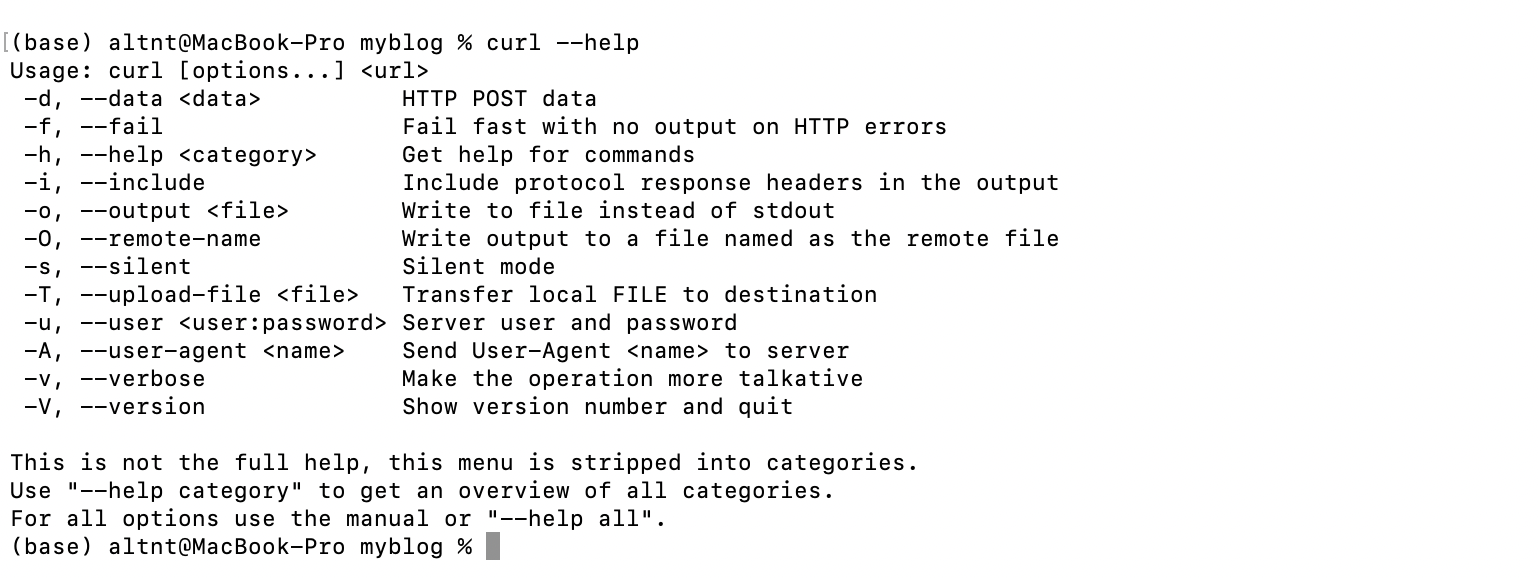 [(base) altnt@MacBook-Pro myblog % curl --help
Usage: curl [options...] <url>
 -d, --data <data>          HTTP POST data
 -f, --fail                 Fail fast with no output on HTTP errors
 -h, --help <category>      Get help for commands
 -i, --include              Include protocol response headers in the output
 -o, --output <file>        Write to file instead of stdout
 -O, --remote-name          Write output to a file named as the remote file
 -s, --silent               Silent mode
 -T, --upload-file <file>   Transfer local FILE to destination
 -u, --user <user:password> Server user and password
 -A, --user-agent <name>    Send User-Agent <name> to server
 -v, --verbose              Make the operation more talkative
 -V, --version              Show version number and quit

This is not the full help, this menu is stripped into categories.
Use "--help category" to get an overview of all categories.
For all options use the manual or "--help all".
(base) altnt@MacBook-Pro myblog %